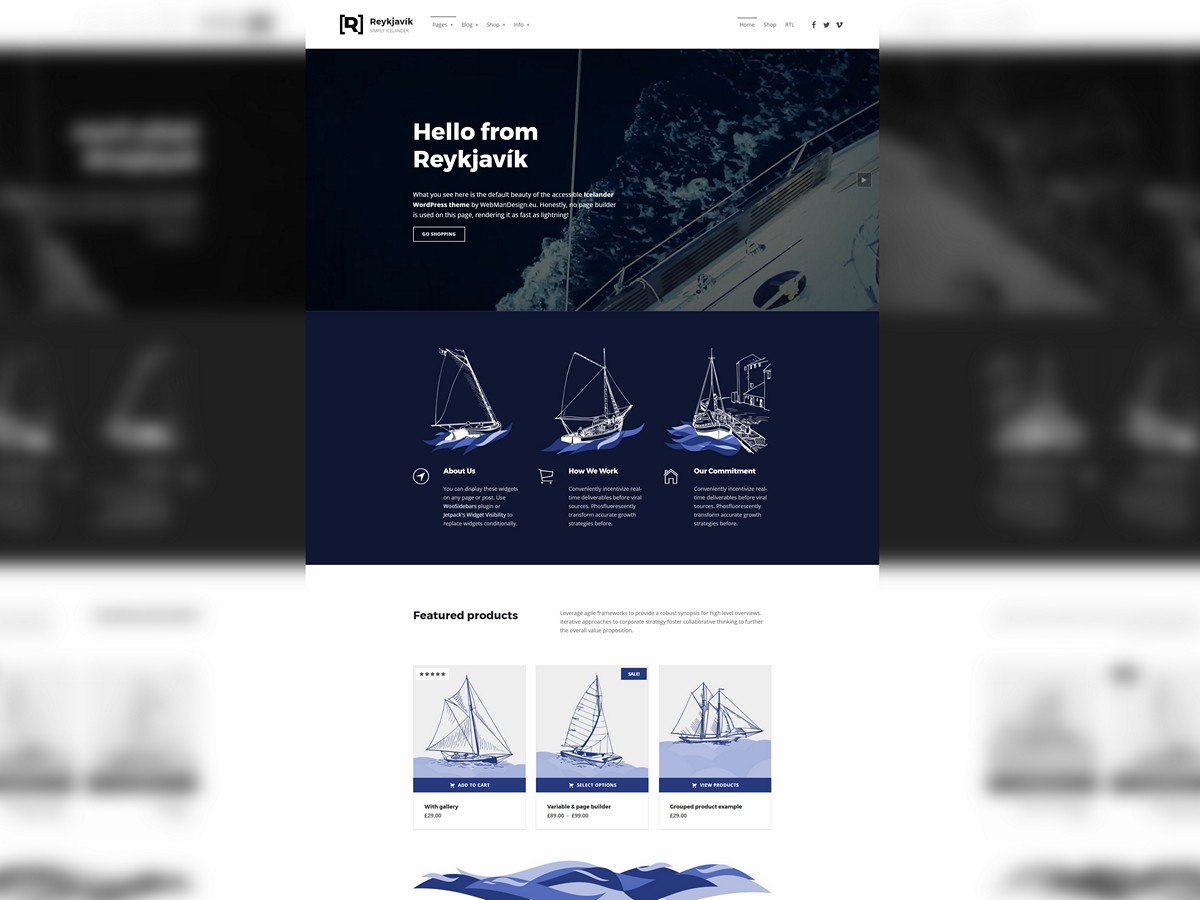 [R] Reykjavík
SIMPLY ICELANDER
Pages Blog Shop Info
Home Shop RTL
Hello from
Reykjavík
What you see here is the default beauty of the accessible Icelander
WordPress theme by WebManDesign.eu. Honestly, no page builder
is used on this page, rendering it as fast as lightning!
GO SHOPPING
About Us
You can display these widgets
on any page or post. Use
WooSidebars plugin or
Jetpack's Widget Visibility to
replace widgets conditionally.
How We Work
Conveniently incentivize real-
time deliverables before viral
sources. Phosfluorescently
transform accurate growth
strategies before.
Our Commitment
Conveniently incentivize real-
time deliverables before viral
sources. Phosfluorescently
transform accurate growth
strategies before.
Featured products
Leverage agile frameworks to provide a robust synopsis for high level overviews.
Iterative approaches to corporate strategy foster collaborative thinking to further
the overall value proposition.
ADD TO CART
With gallery
£29.00
SALE!
SELECT OPTIONS
Variable & page builder
£89.00 – £99.00
VIEW PRODUCTS
Grouped product example
£29.00